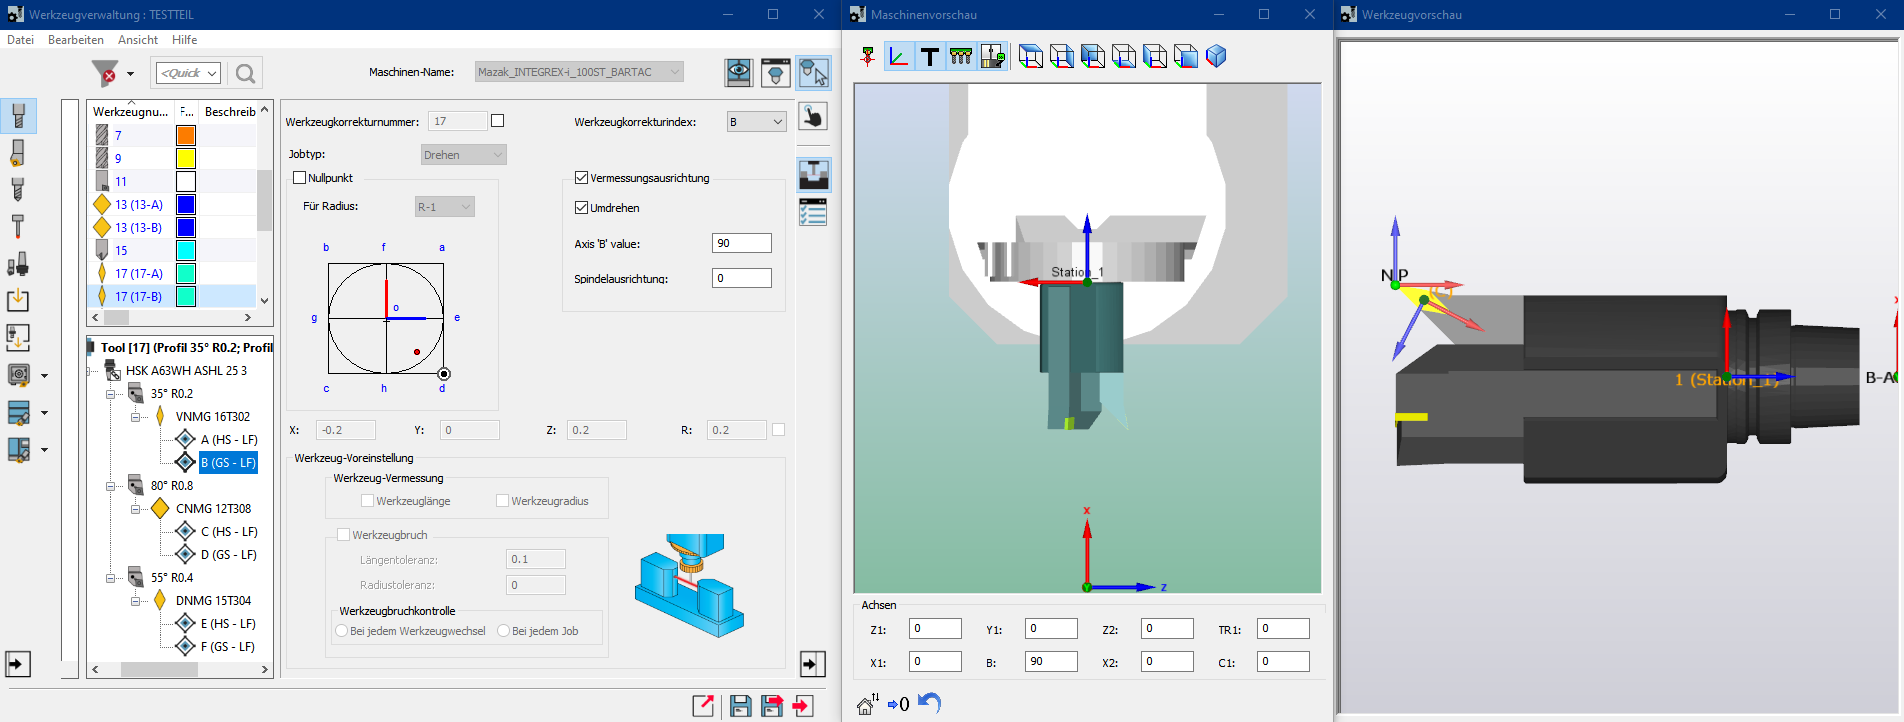 Werkzeugverwaltung : TESTTEIL
Datei Bearbeiten Ansicht Hilfe
<Quick
Maschinen-Name: Mazak_INTEGREX-i_100ST_BARTAC
Werkzeugnu... F... Beschreib
7
9
11
13 (13-A)
13 (13-B)
15
17 (17-A)
17 (17-B)
Tool [17] (Profil 35° R0.2; Profil
HSK A63WH ASHL 25 3
35° R0.2
VNMG 16T302
A (HS - LF)
B (GS - LF)
80° R0.8
CNMG 12T308
C (HS - LF)
D (GS - LF)
55° R0.4
DNMG 15T304
E (HS - LF)
F (GS - LF)
Werkzeugkorrekturnummer: 17
Werkzeugkorrekturindex: B
Jobtyp: Drehen
Nullpunkt
Für Radius: R-1
b f a
g o e
c h d
Vermessungsausrichtung
Umdrehen
Axis 'B' value: 90
Spindelausrichtung: 0
X: -0.2 Y: 0 Z: 0.2 R: 0.2
Werkzeug-Voreinstellung
Werkzeug-Vermessung
Werkzeuglänge Werkzeugradius
Werkzeugbruch
Längentoleranz: 0.1
Radiustoleranz: 0
Werkzeugbruchkontrolle
Bei jedem Werkzeugwechsel Bei jedem Job
Maschinenvorschau
Station_1
x
z
Achsen
Z1: 0 Y1: 0 Z2: 0 TR1: 0
X1: 0 B: 90 X2: 0 C1: 0
0
Werkzeugvorschau
1 (Station_1)
B-A